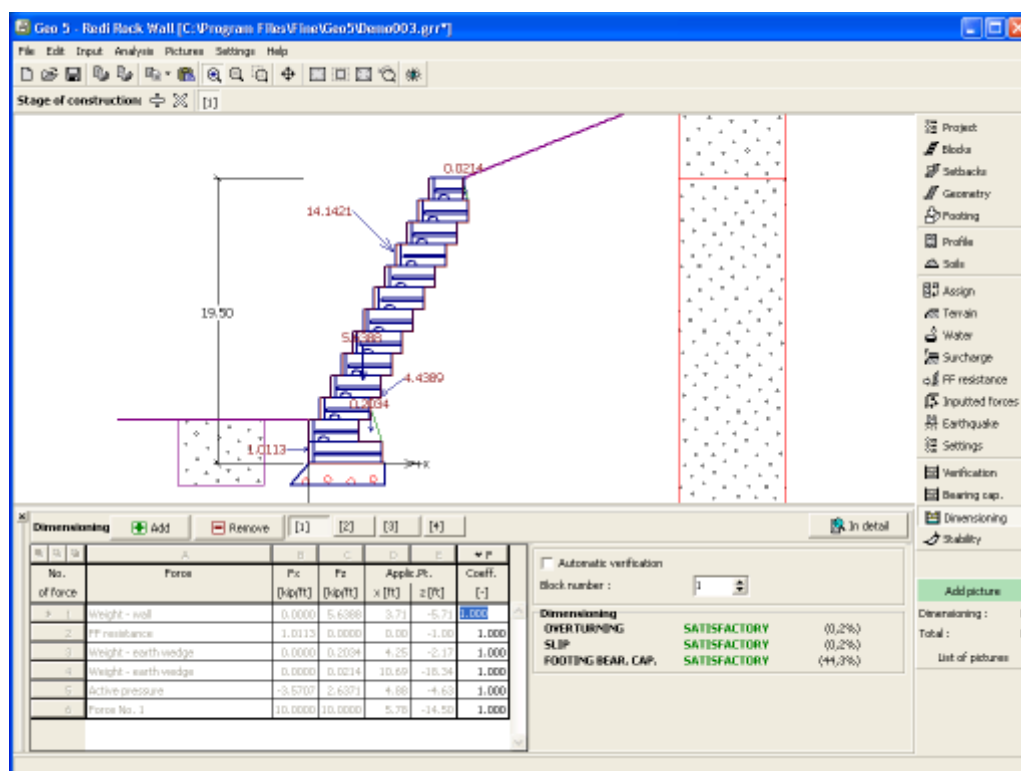 Geo 5 - Redi Rock Wall [C:\Program Files\Fine\Geo5\Demo003.grr*]
File Edit Input Analysis Pictures Settings Help
Stage of construction: [1]
0.0214
14.1421
19.50
4.4389
0.2034
1.0113
+x
Project
Blocks
Setbacks
Geometry
Footing
Profile
Soils
Assign
Terrain
Water
Surcharge
FF resistance
Inputted forces
Earthquake
Settings
Verification
Bearing cap.
Dimensioning
Stability
Add picture
Dimensioning :
Total :
List of pictures
Dimensioning Add Remove [1] [2] [3] [4] In detail
A B C D E F
No. Force Fx Fz Applic.Pt. Coeff.
of force [kip/ft] [kip/ft] x [ft] z [ft] [-]
1 Weight - wall 0.0000 5.6388 3.71 -5.71 1.000
2 FF resistance 1.0113 0.0000 0.00 -1.00 1.000
3 Weight - earth wedge 0.0000 0.2034 4.25 -2.17 1.000
4 Weight - earth wedge 0.0000 0.0214 10.69 -18.34 1.000
5 Active pressure -3.5707 2.6371 4.88 -4.63 1.000
6 Force No. 1 10.0000 10.0000 5.78 -14.50 1.000
Automatic verification
Block number : 1
Dimensioning
OVERTURNING SATISFACTORY (0,2%)
SLIP SATISFACTORY (0,2%)
FOOTING BEAR. CAP. SATISFACTORY (44,3%)